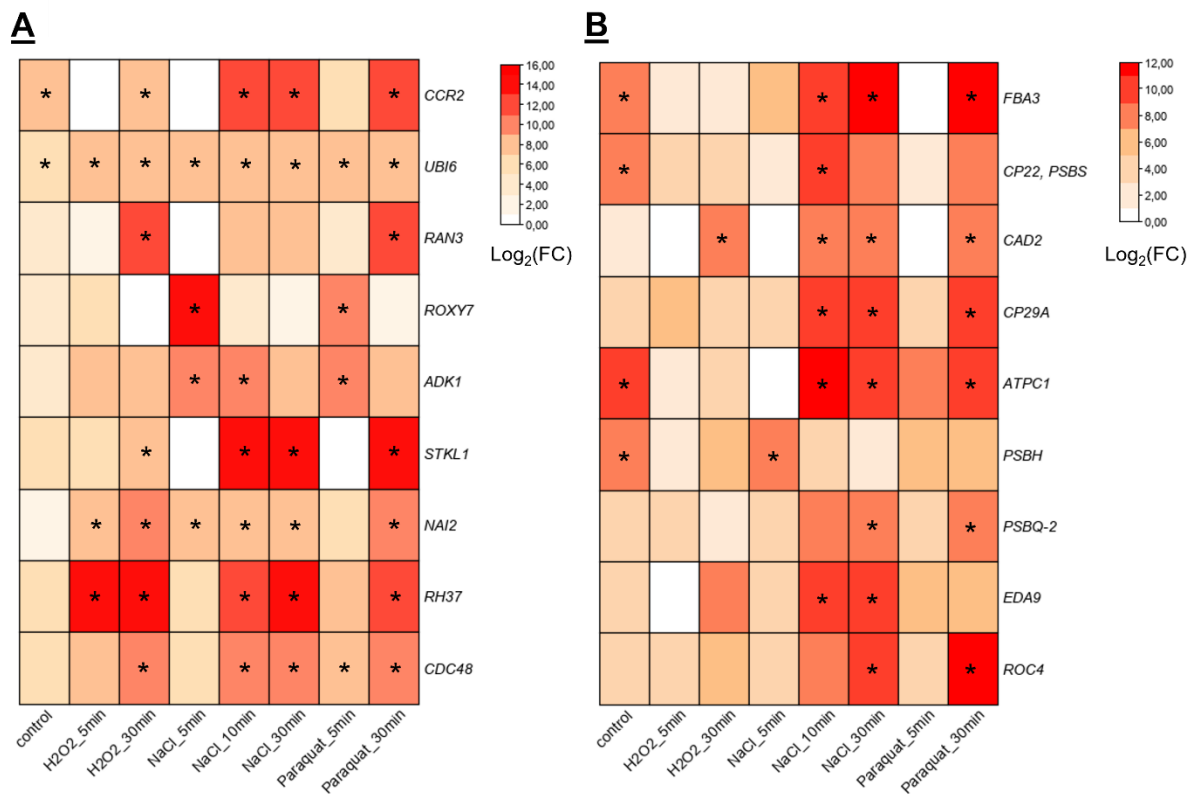 A
B
16,00
14,00
12,00
10,00
8,00
6,00
4,00
2,00
0,00
Log2(FC)
* * * * * CCR2
* * * * * * * * UBI6
* * RAN3
* * ROXY7
* * * ADK1
* * * * STKL1
* * * * * * NAI2
* * * * * RH37
* * * * * CDC48
control
H2O2_5min
H2O2_30min
NaCl_5min
NaCl_10min
NaCl_30min
Paraquat_5min
Paraquat_30min
12,00
10,00
8,00
6,00
4,00
2,00
0,00
Log2(FC)
* * * * FBA3
* * CP22, PSBS
* * * * CAD2
* * * CP29A
* * * * ATPC1
* * PSBH
* * PSBQ-2
* * EDA9
* * ROC4
control
H2O2_5min
H2O2_30min
NaCl_5min
NaCl_10min
NaCl_30min
Paraquat_5min
Paraquat_30min